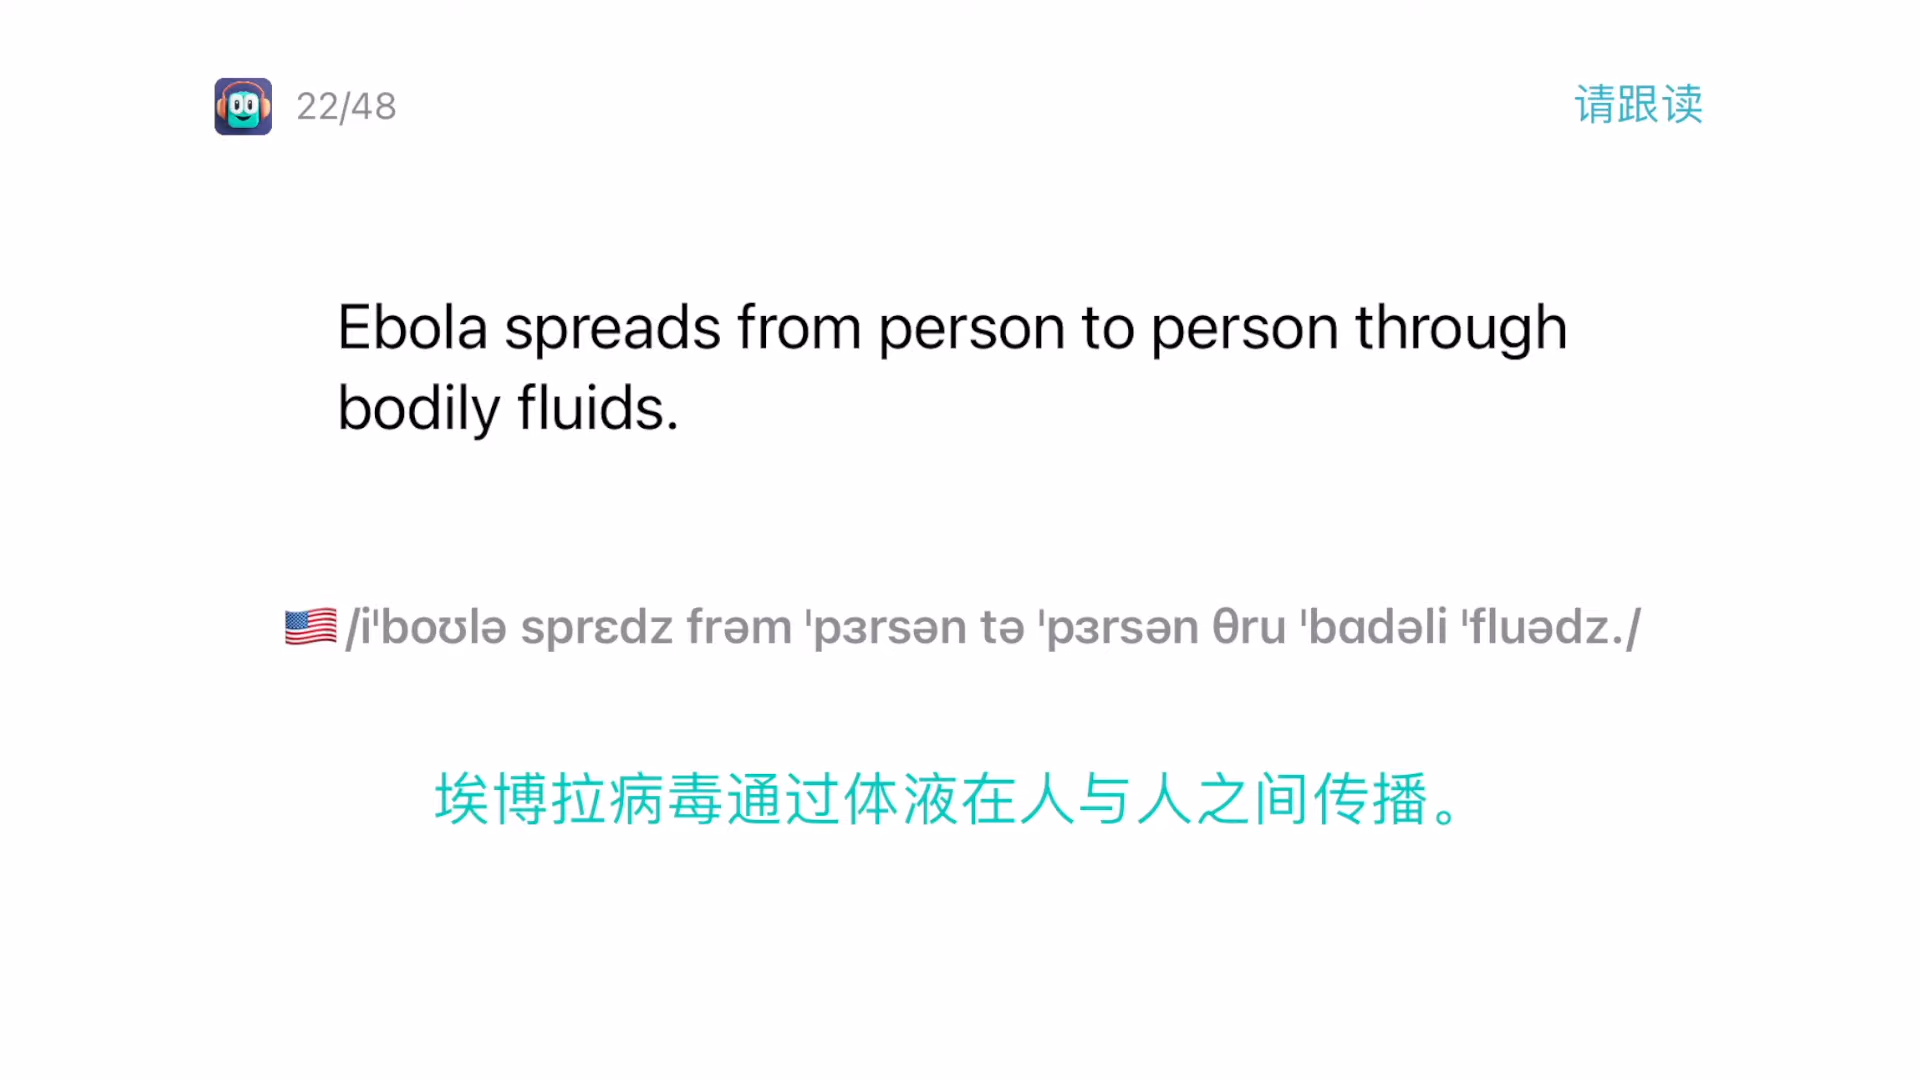 22/48
请跟读
Ebola spreads from person to person through
bodily fluids.
/iˈboʊlə sprɛdz frəm ˈpɜrsən tə ˈpɜrsən θru ˈbɑdəli ˈfluədz./
埃博拉病毒通过体液在人与人之间传播。